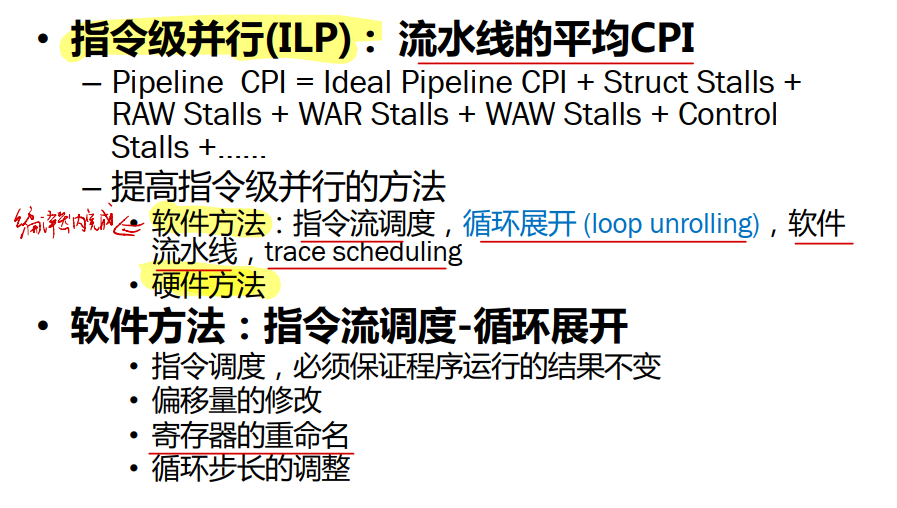 • 指令级并行(ILP)：流水线的平均CPI
– Pipeline CPI = Ideal Pipeline CPI + Struct Stalls +
RAW Stalls + WAR Stalls + WAW Stalls + Control
Stalls +……
– 提高指令级并行的方法
编译器内完成
• 软件方法：指令流调度，循环展开 (loop unrolling)，软件
流水线，trace scheduling
• 硬件方法
• 软件方法：指令流调度-循环展开
• 指令调度，必须保证程序运行的结果不变
• 偏移量的修改
• 寄存器的重命名
• 循环步长的调整